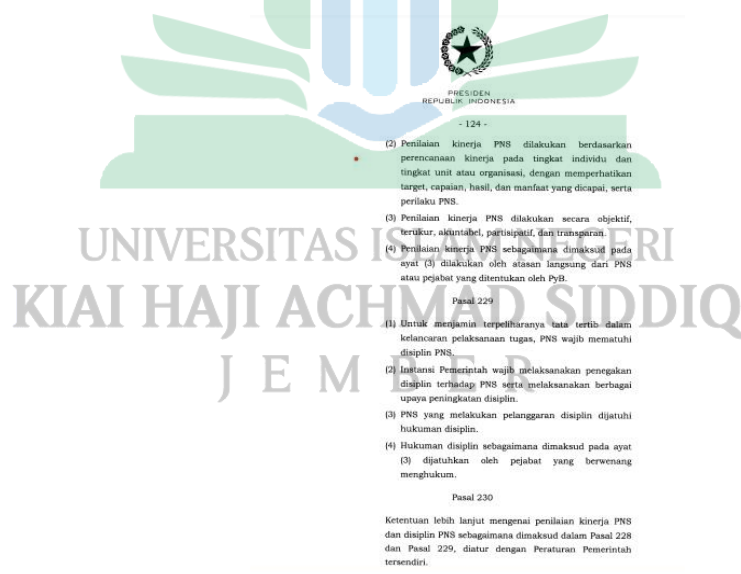 PRESIDEN
REPUBLIK INDONESIA
- 124 -
(2) Penilaian kinerja PNS dilakukan berdasarkan
perencanaan kinerja pada tingkat individu dan
tingkat unit atau organisasi, dengan memperhatikan
target, capaian, hasil, dan manfaat yang dicapai, serta
perilaku PNS.
(3) Penilaian kinerja PNS dilakukan secara objektif,
terukur, akuntabel, partisipatif, dan transparan.
(4) Penilaian kinerja PNS sebagaimana dimaksud pada
ayat (3) dilakukan oleh atasan langsung dari PNS
atau pejabat yang ditentukan oleh PyB.
Pasal 229
(1) Untuk menjamin terpeliharanya tata tertib dalam
kelancaran pelaksanaan tugas, PNS wajib mematuhi
disiplin PNS.
(2) Instansi Pemerintah wajib melaksanakan penegakan
disiplin terhadap PNS serta melaksanakan berbagai
upaya peningkatan disiplin.
(3) PNS yang melakukan pelanggaran disiplin dijatuhi
hukuman disiplin.
(4) Hukuman disiplin sebagaimana dimaksud pada ayat
(3) dijatuhkan oleh pejabat yang berwenang
menghukum.
Pasal 230
Ketentuan lebih lanjut mengenai penilaian kinerja PNS
dan disiplin PNS sebagaimana dimaksud dalam Pasal 228
dan Pasal 229, diatur dengan Peraturan Pemerintah
tersendiri.
UNIVERSITAS ISLAM NEGERI
KIAI HAJI ACHMAD SIDDIQ
JEMBER